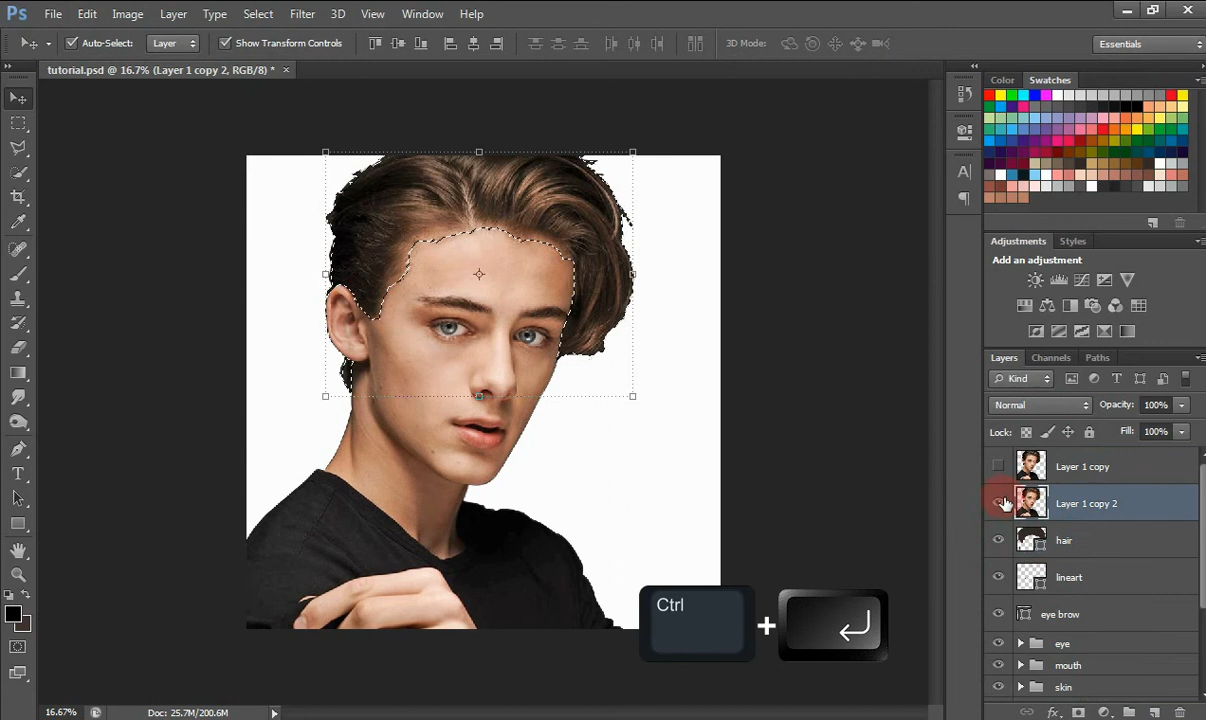 Ps File Edit Image Layer Type Select Filter 3D View Window Help
Auto-Select: Layer Show Transform Controls 3D Mode: Essentials
tutorial.psd @ 16.7% (Layer 1 copy 2, RGB/8) * ×
Color Swatches
Adjustments Styles
Add an adjustment
Layers Channels Paths
Kind
Normal Opacity: 100%
Lock: Fill: 100%
Layer 1 copy
Layer 1 copy 2
hair
lineart
eye brow
eye
mouth
skin
Ctrl +
16.67% Doc: 25.7M/200.6M